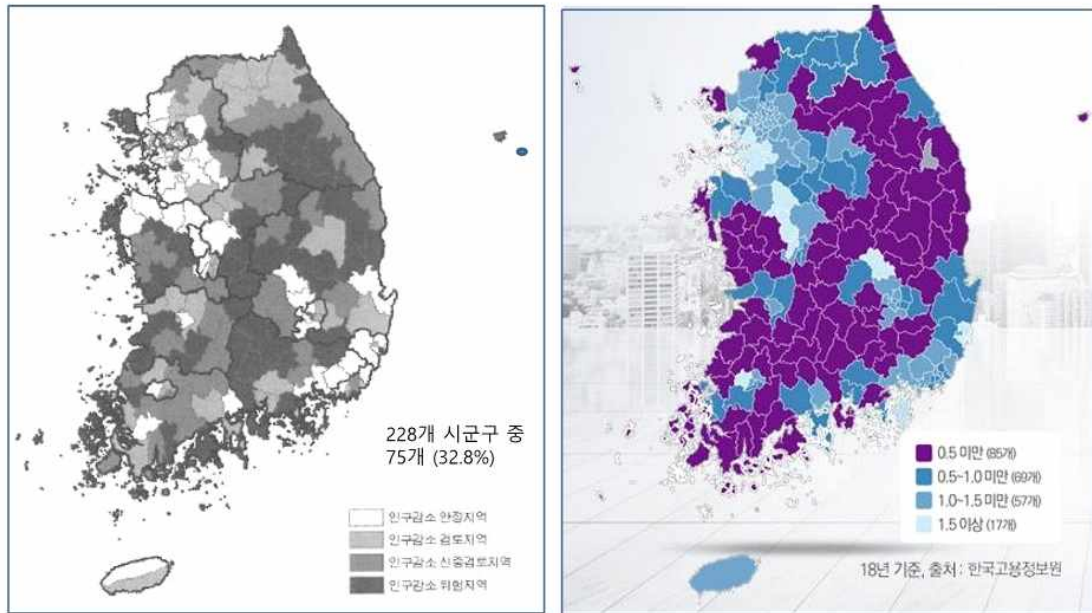 228개 시군구 중
75개 (32.8%)
인구감소 안정지역
인구감소 검토지역
인구감소 신중검토지역
인구감소 위험지역
0.5 미만 (85개)
0.5~1.0 미만 (69개)
1.0~1.5 미만 (57개)
1.5 이상 (17개)
18년 기준, 출처 : 한국고용정보원